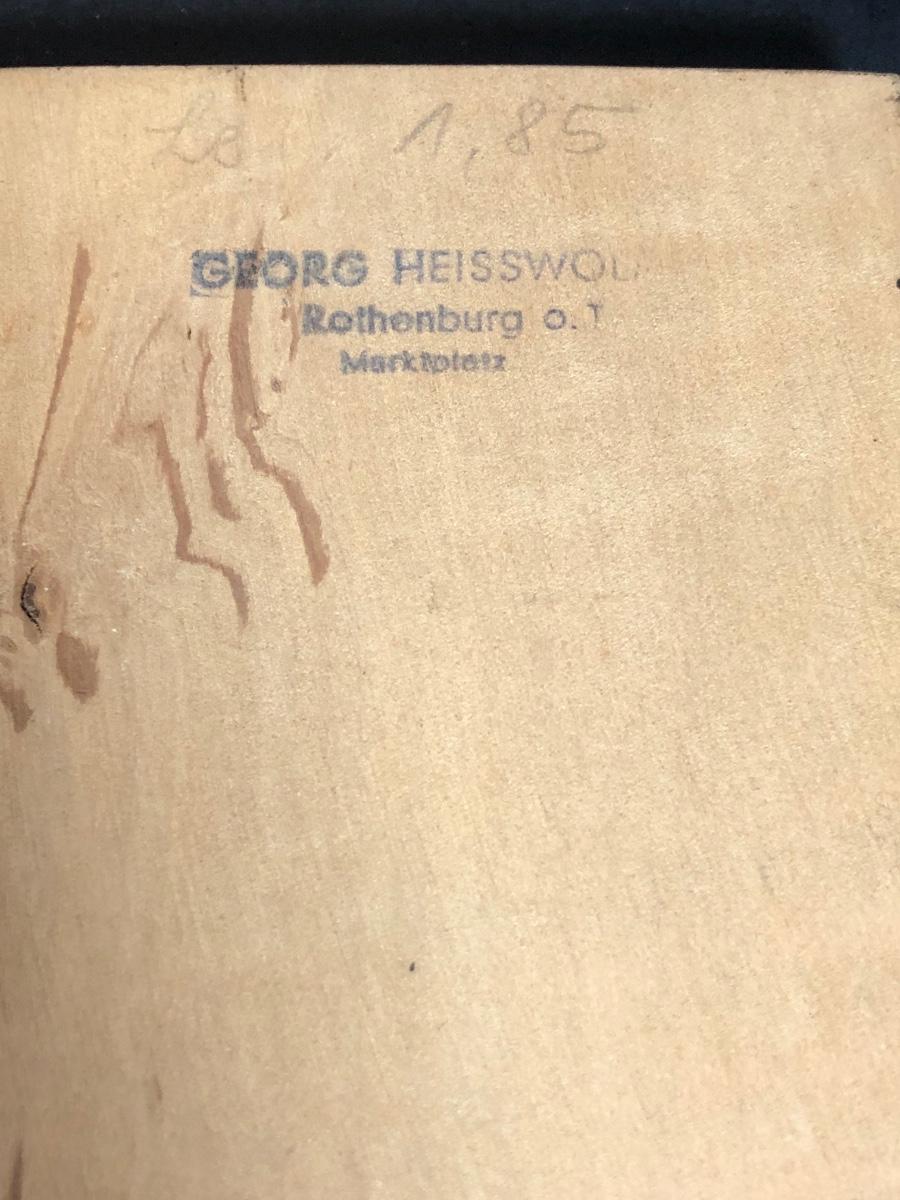 1,85
GEORG HEISSWOL
Rothenburg o. T
Marktplatz